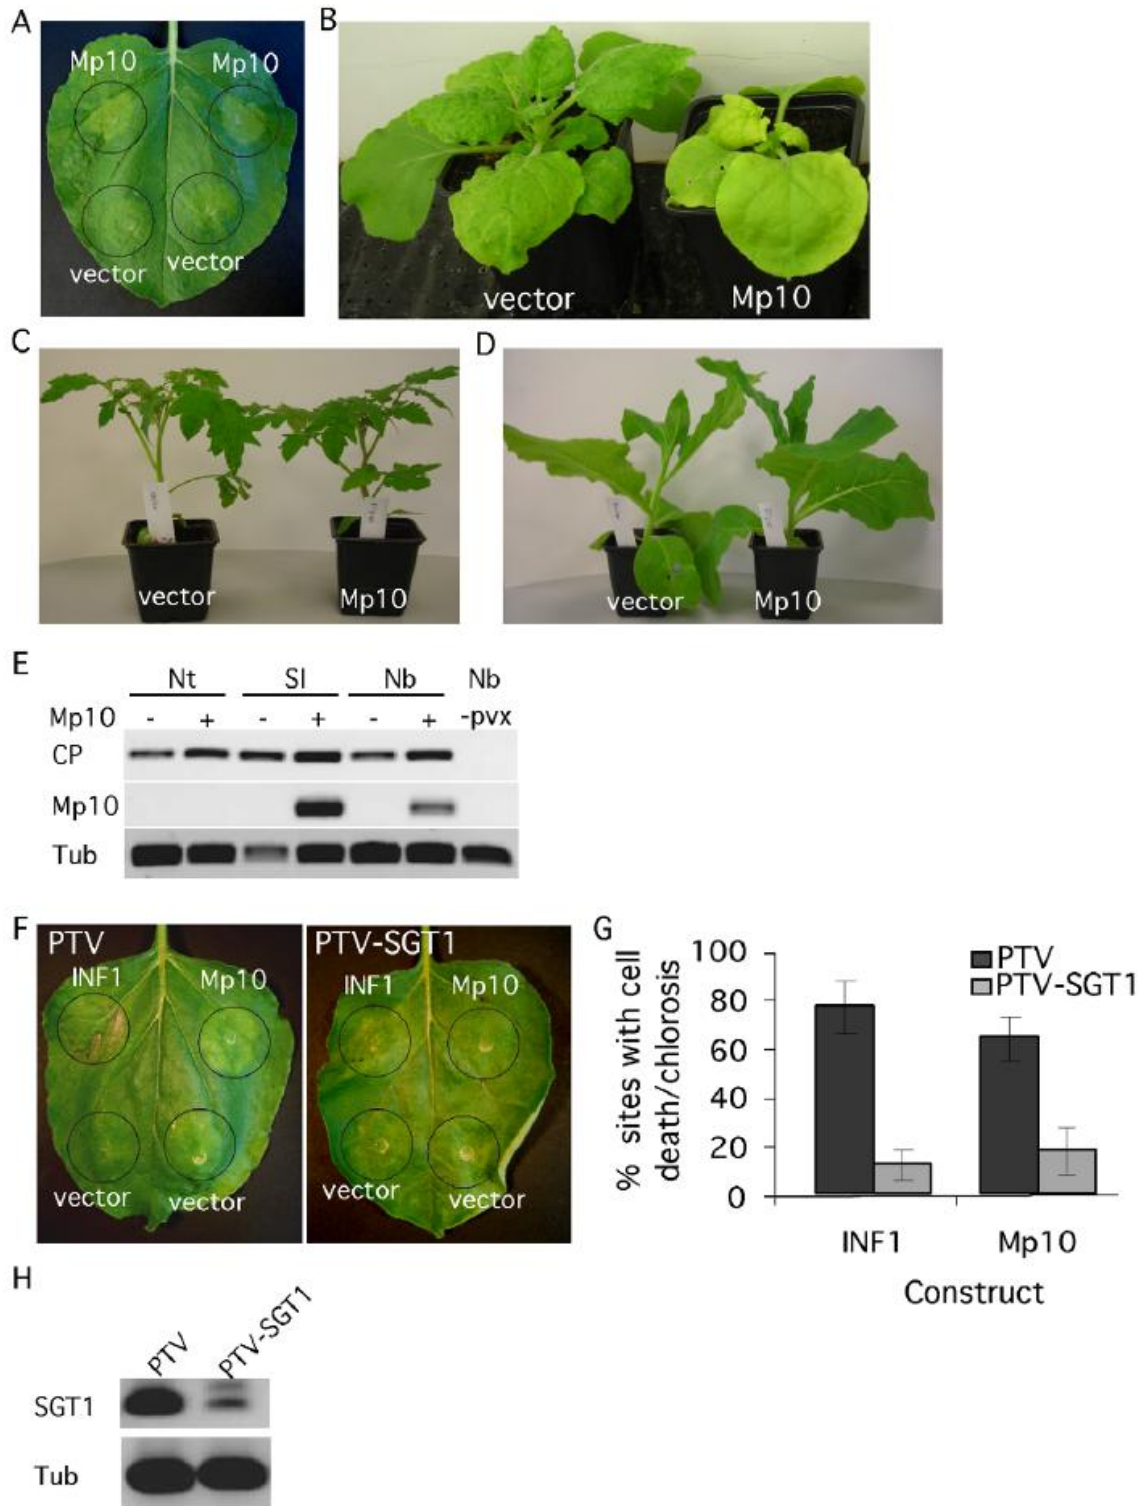 A
Mp10 Mp10
vector vector
B
vector Mp10
C
vector Mp10
D
vector Mp10
E
Nt Sl Nb Nb
Mp10 - + - + - + -pvx
CP
Mp10
Tub
F
PTV PTV-SGT1
INF1 Mp10 INF1 Mp10
vector vector vector vector
G
% sites with cell
death/chlorosis
100
80
60
40
20
0
PTV
PTV-SGT1
INF1 Mp10
Construct
H
PTV PTV-SGT1
SGT1
Tub